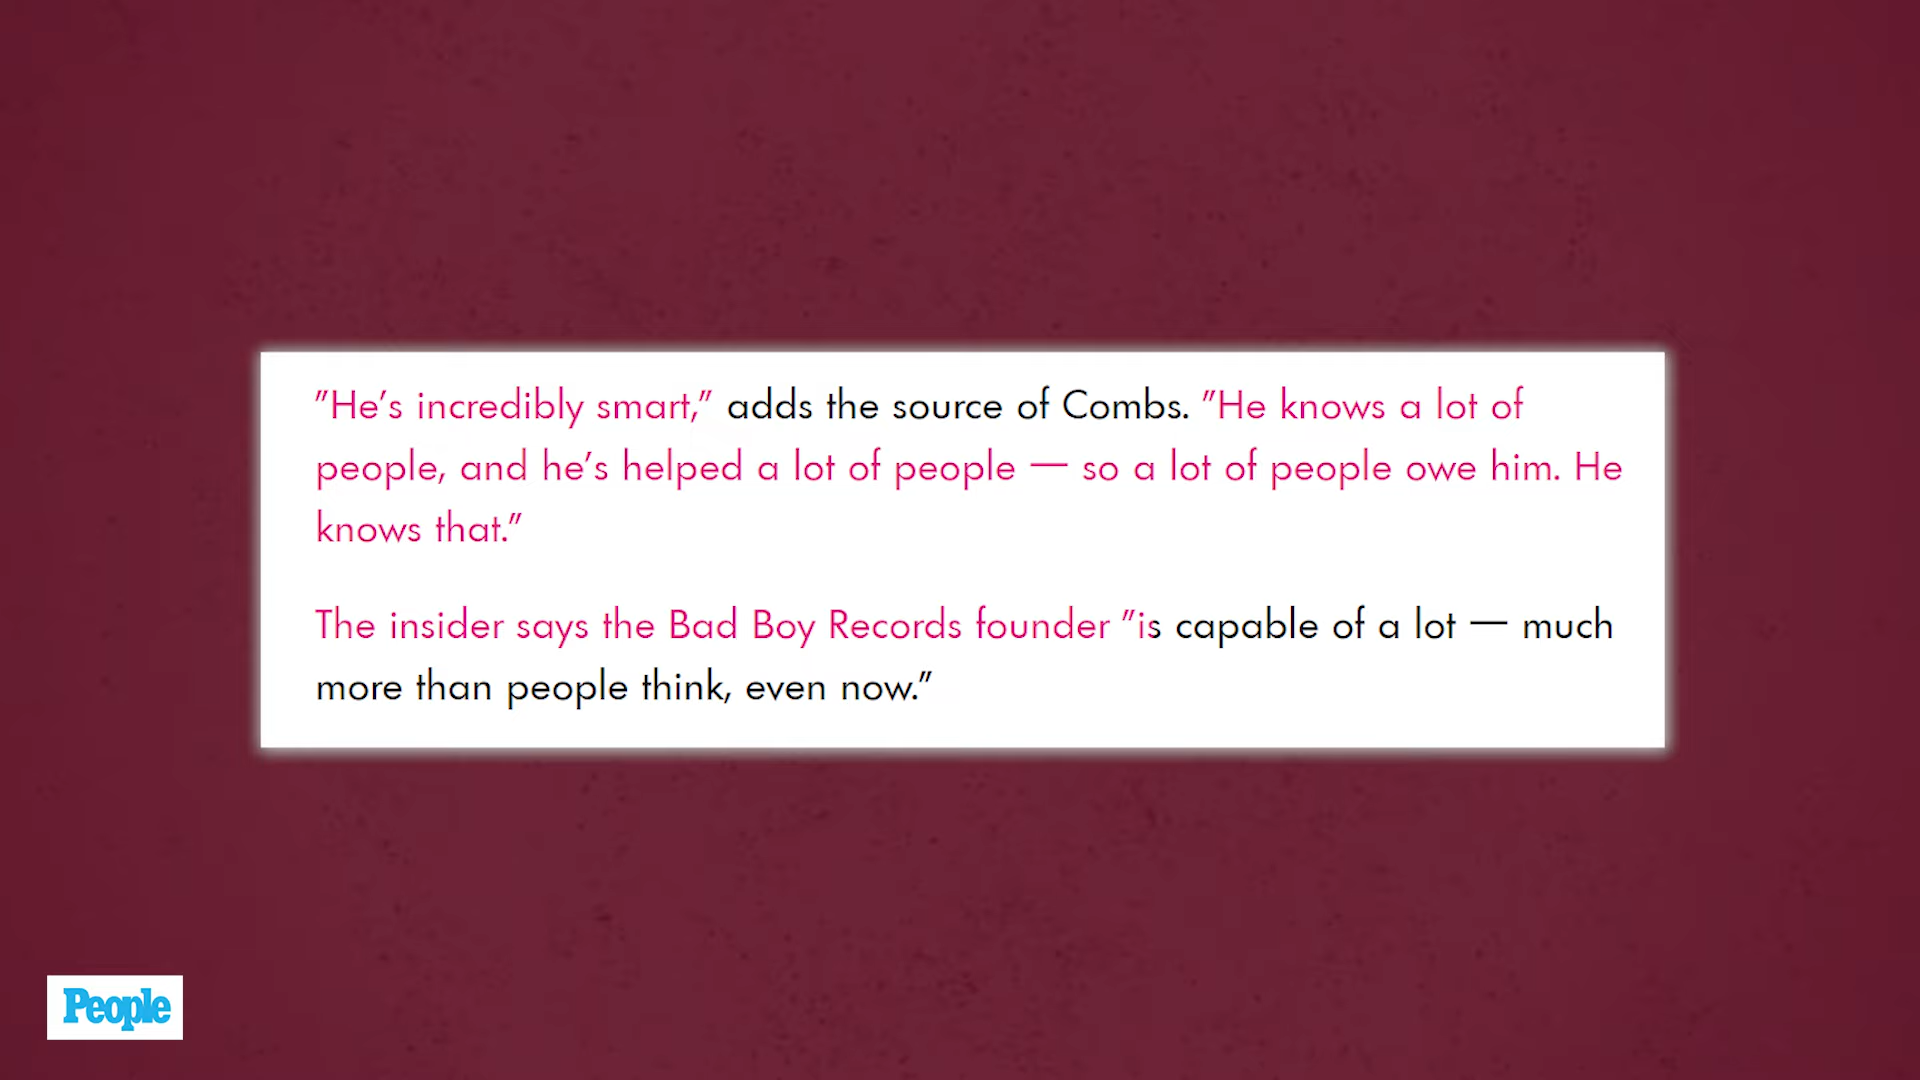 "He's incredibly smart," adds the source of Combs. "He knows a lot of
people, and he's helped a lot of people — so a lot of people owe him. He
knows that."
The insider says the Bad Boy Records founder "is capable of a lot — much
more than people think, even now."
People